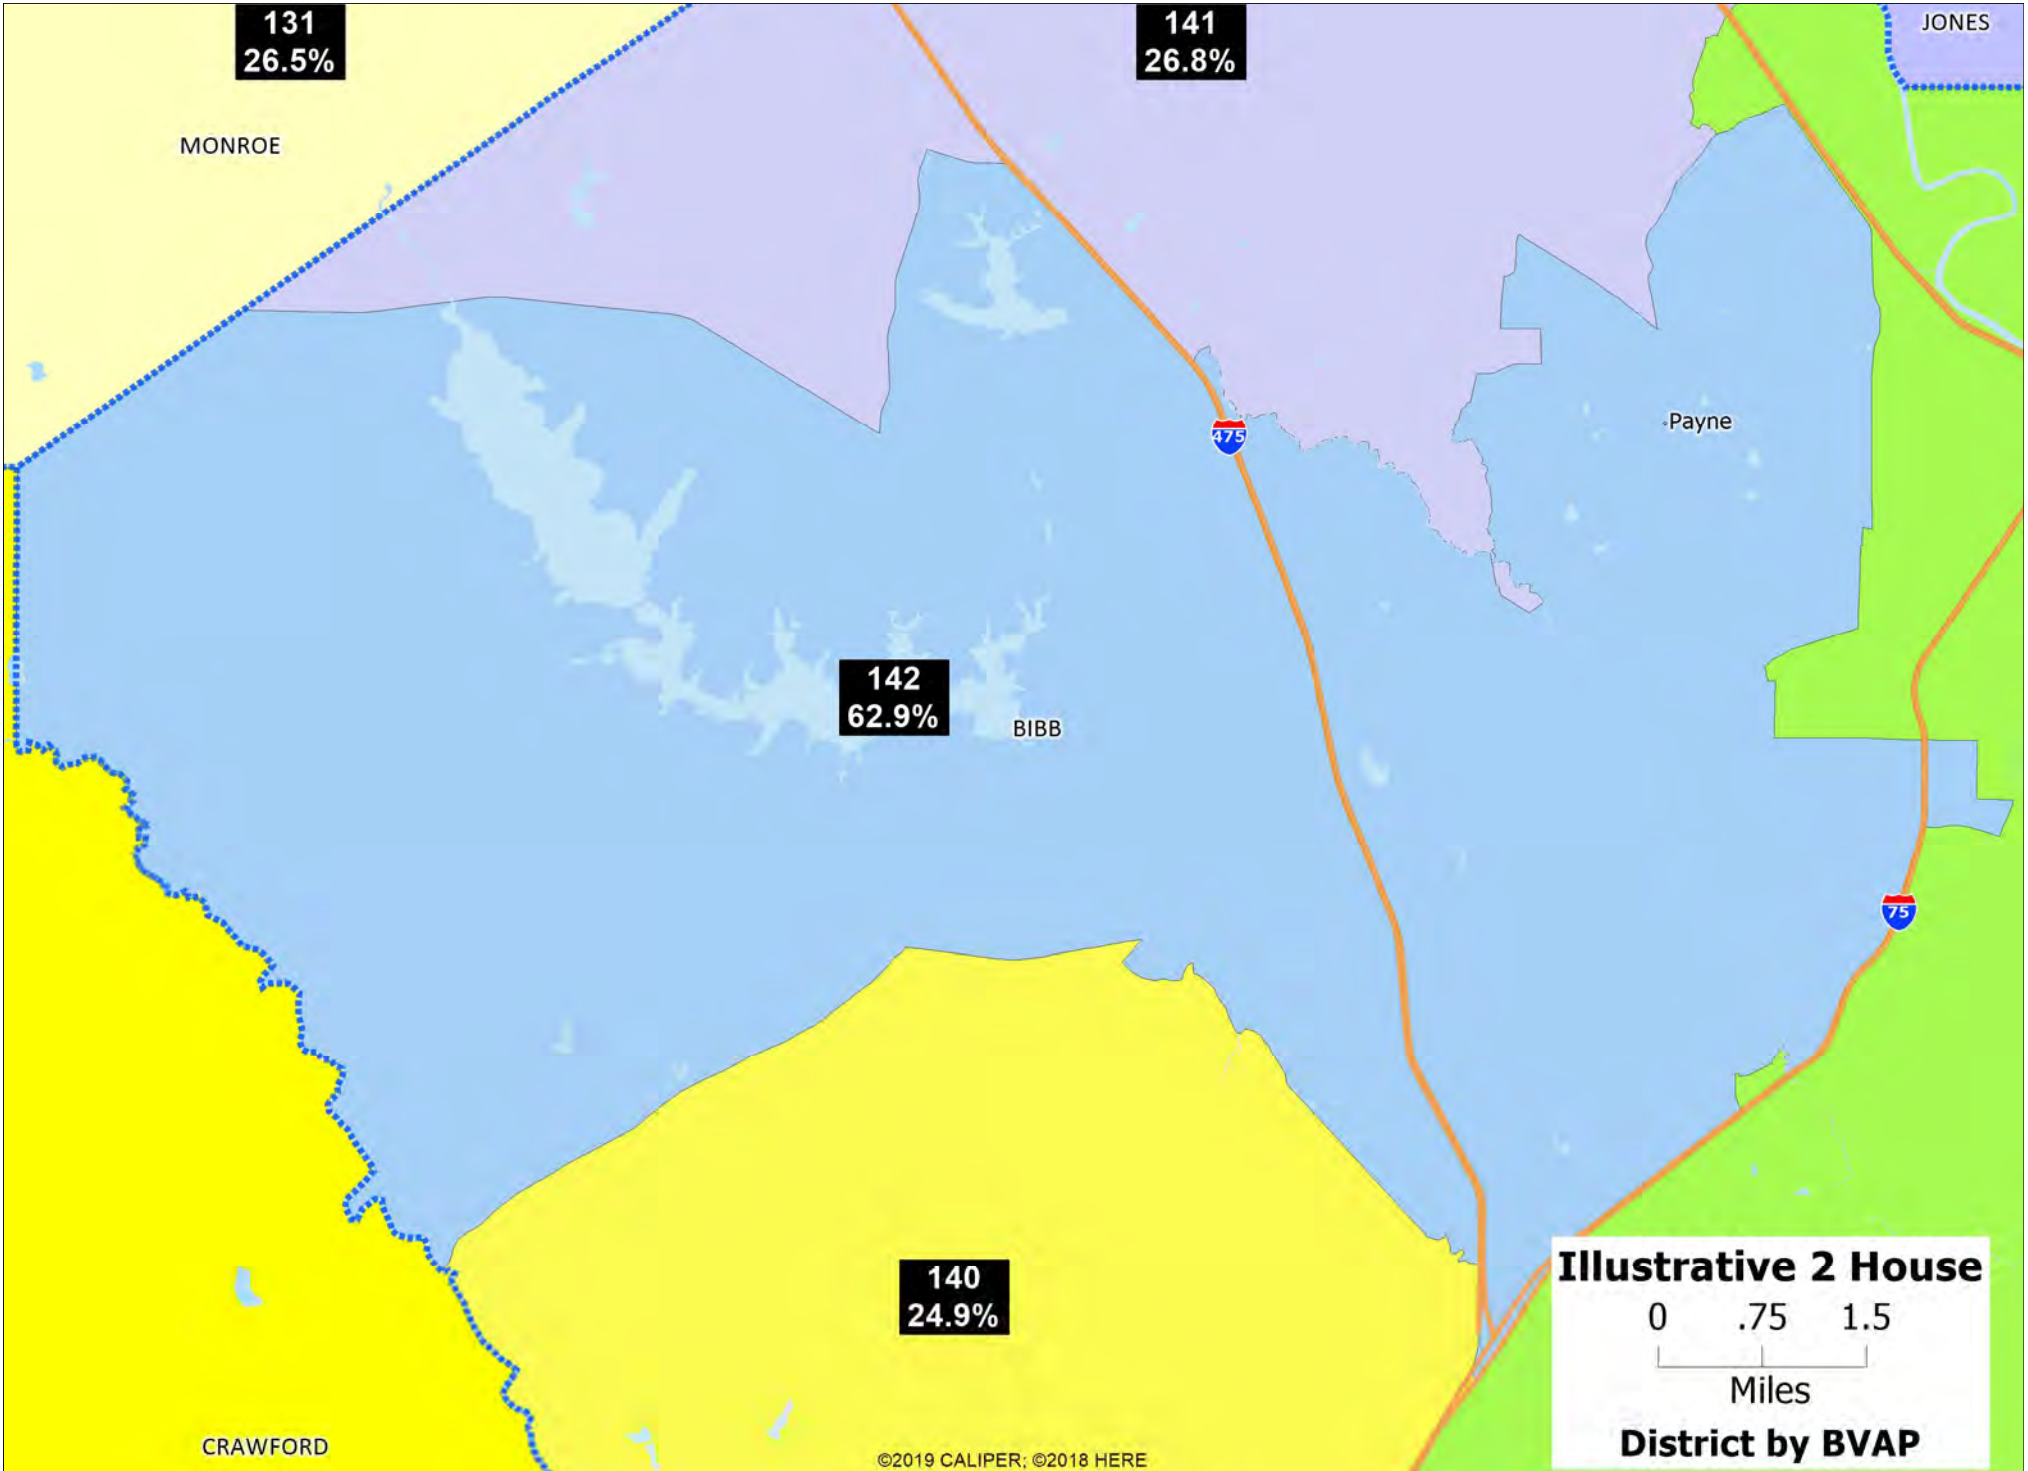 131
26.5%
141
26.8%
JONES
MONROE
Payne
475
142
62.9%
BIBB
75
140
24.9%
Illustrative 2 House
0 .75 1.5
Miles
District by BVAP
CRAWFORD
©2019 CALIPER; ©2018 HERE